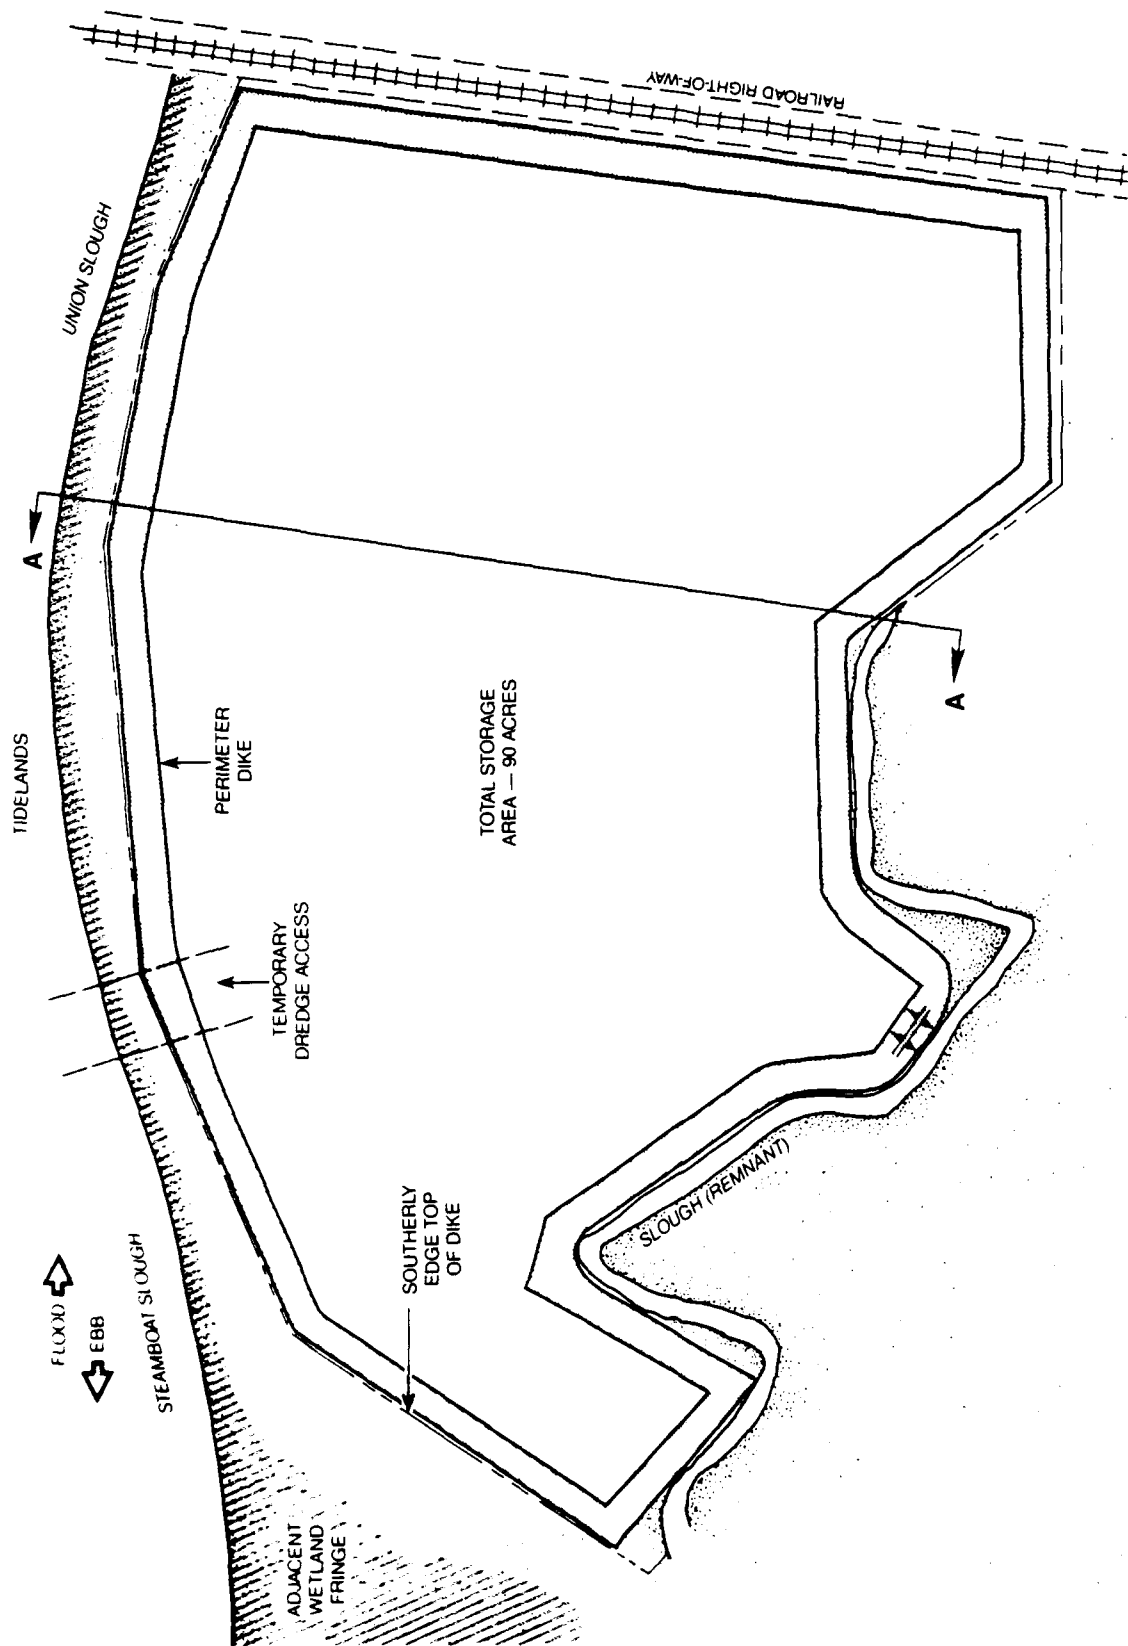 RAILROAD RIGHT-OF-WAY
UNION SLOUGH
A
TIDELANDS
PERIMETER
DIKE
TOTAL STORAGE
AREA — 90 ACRES
A
TEMPORARY
DREDGE ACCESS
SLOUGH (REMNANT)
SOUTHERLY
EDGE TOP
OF DIKE
FLOOD
EBB
STEAMBOAT SLOUGH
ADJACENT
WETLAND
FRINGE